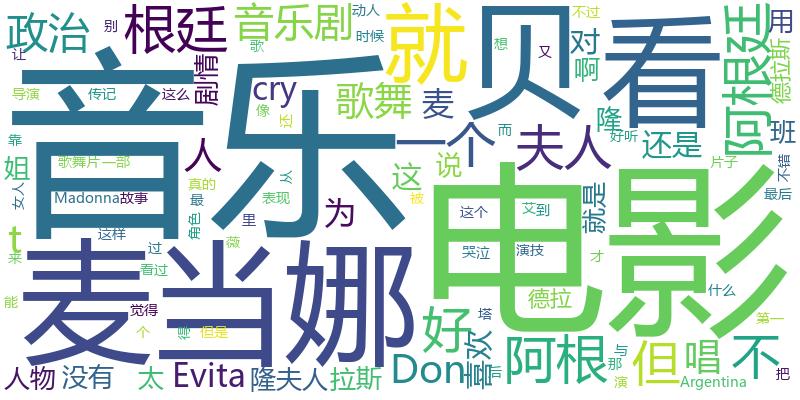 政治 别 根廷 音乐剧 动人 时候 就 贝 看 不过 想 又 对 阿根廷 用
让 歌 啊 德拉斯
导演 传记 这么 剧情 cry 歌舞 麦 隆 班
音乐 像 还 一个 而 好听 还是
靠 姐 歌舞片 一部 人 这 说 夫人 片子 不错
女人 Madonna 故事 真的 最 表现 从 为 这个 艾到 就是 最后
t 这样 角色 里 被 电影
来 过 薇 哭泣 演技 才
麦当娜 看过 德拉 什么
能 觉得 好 塔 第一
个 得 但是 喜欢 阿根 但 唱 不
人物 没有 太 Evita 隆夫人 拉斯 Don 与 那 演 Argentina 把